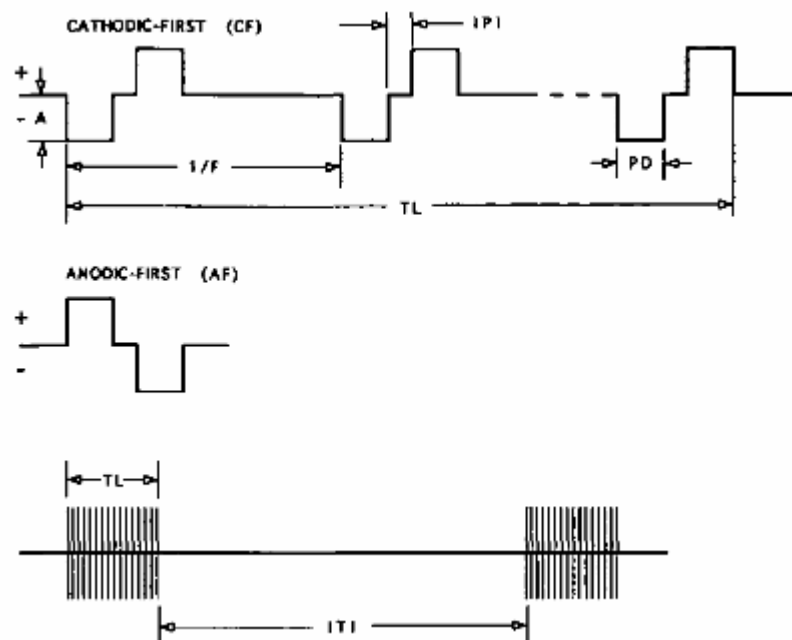 CATHODIC-FIRST (CF)
IPI
+
- A
1/F
PD
TL
ANODIC-FIRST (AF)
+
-
TL
ITI